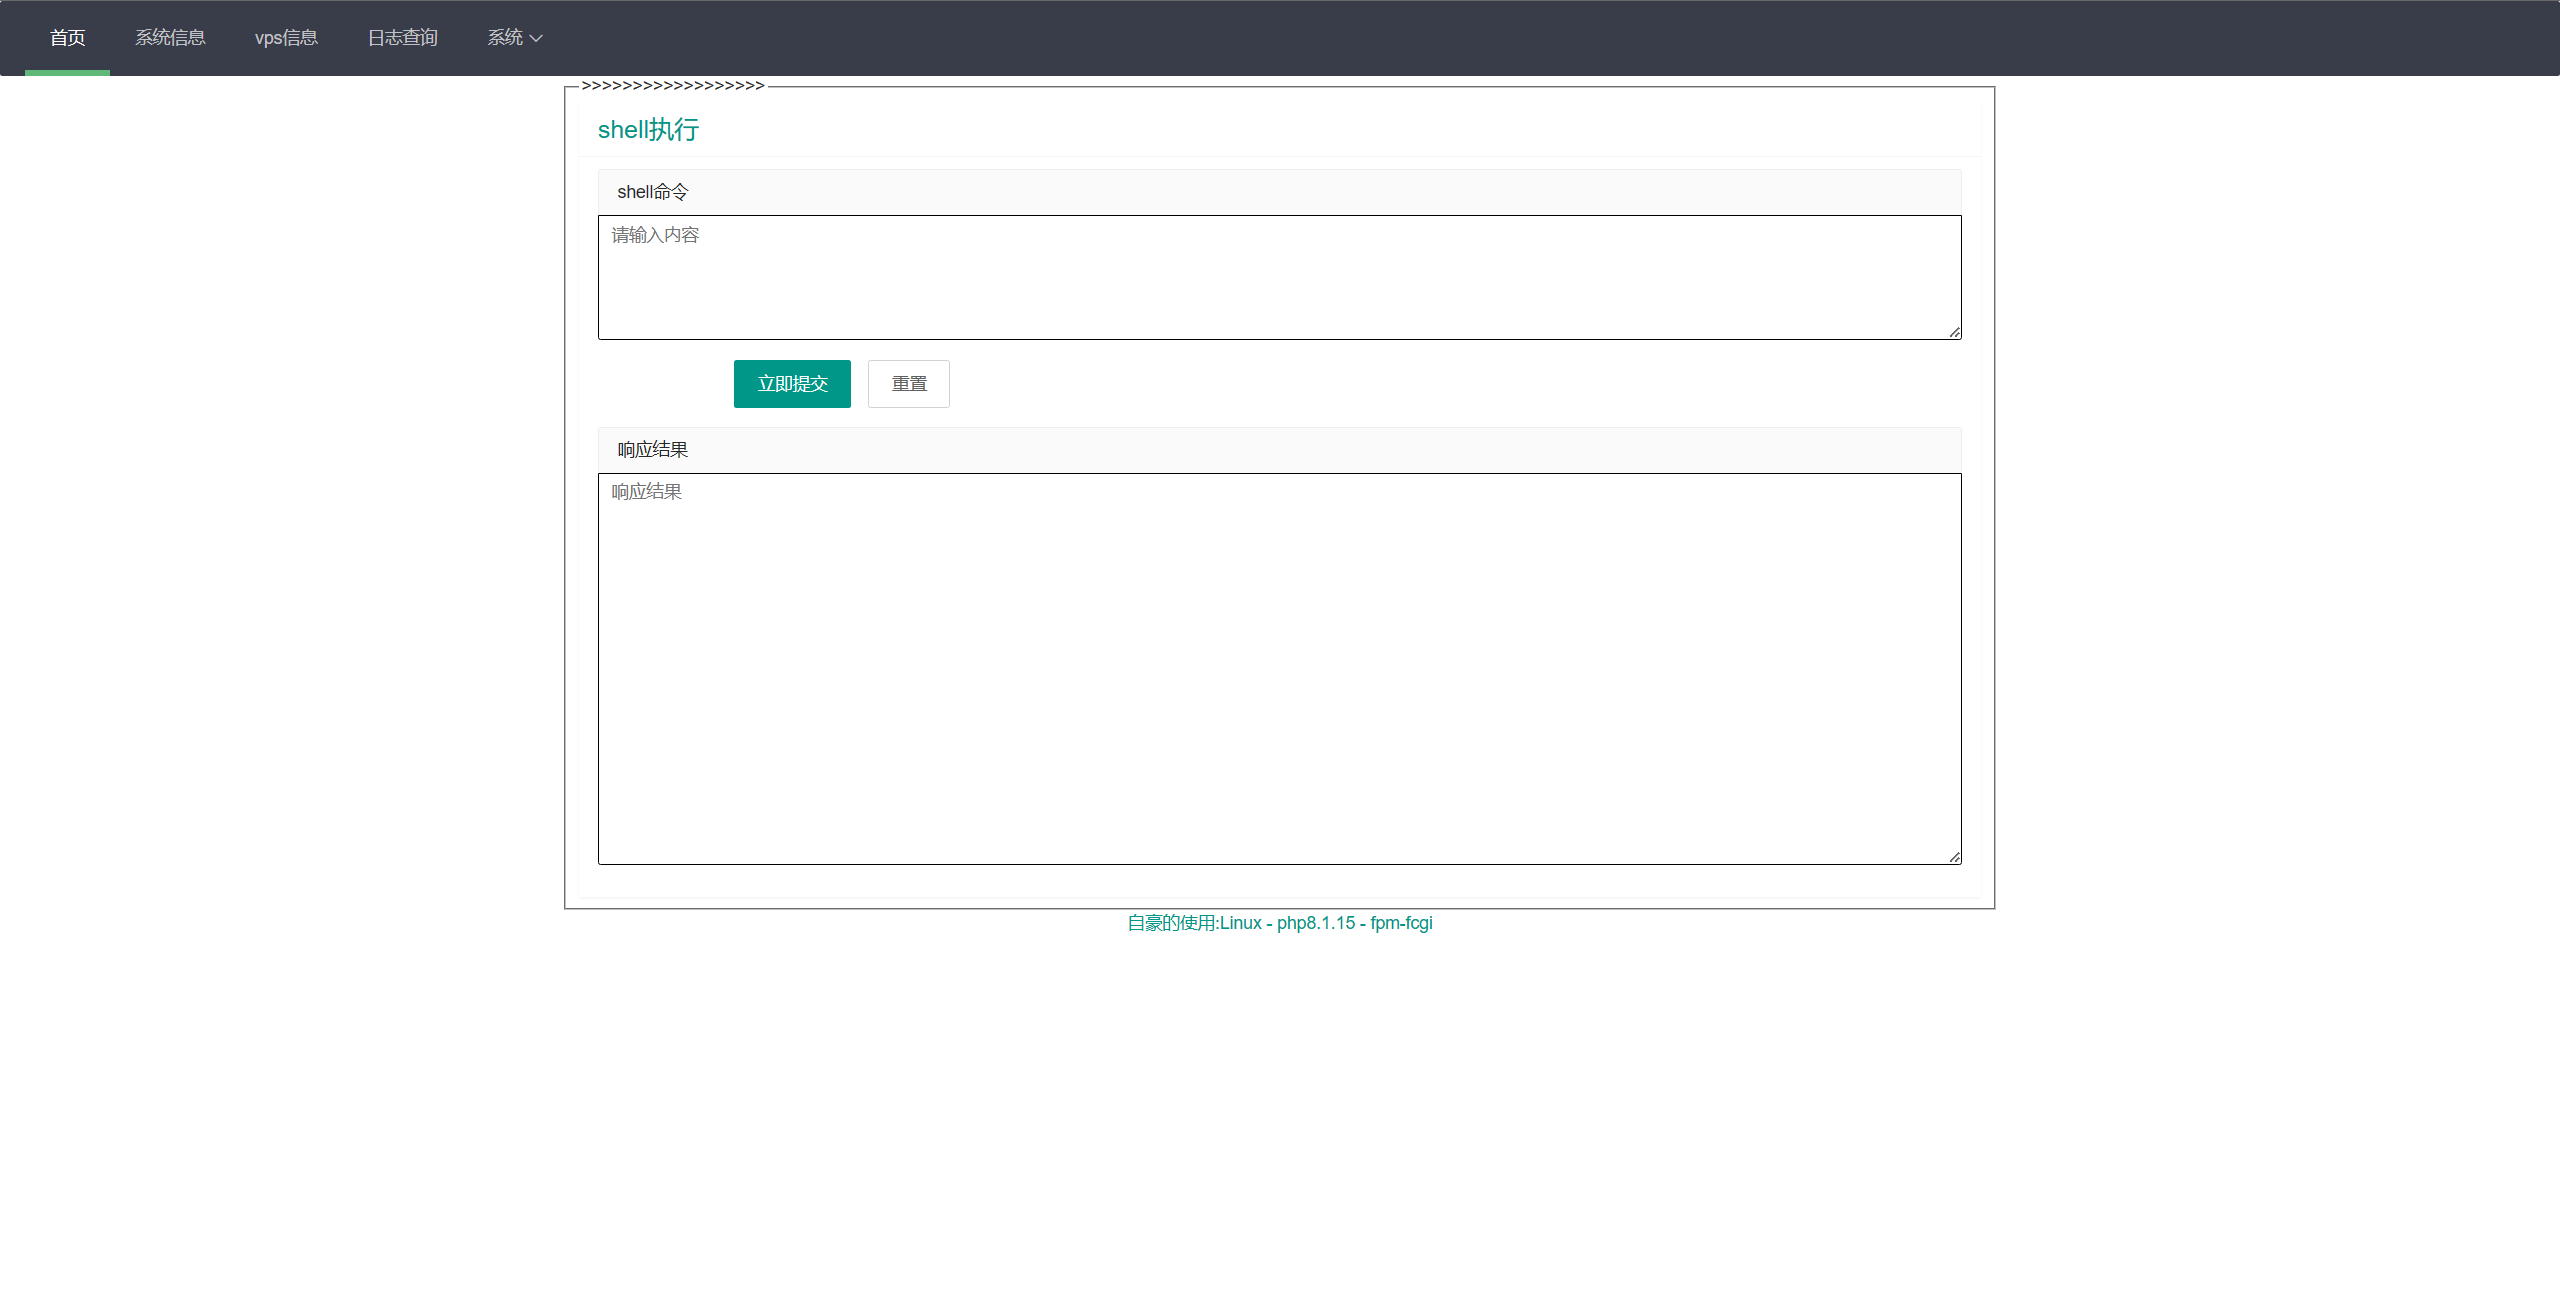 首页 系统信息 vps信息 日志查询 系统
>>>>>>>>>>>>>>>>>>
shell执行
shell命令
请输入内容
立即提交 重置
响应结果
响应结果
自豪的使用:Linux - php8.1.15 - fpm-fcgi